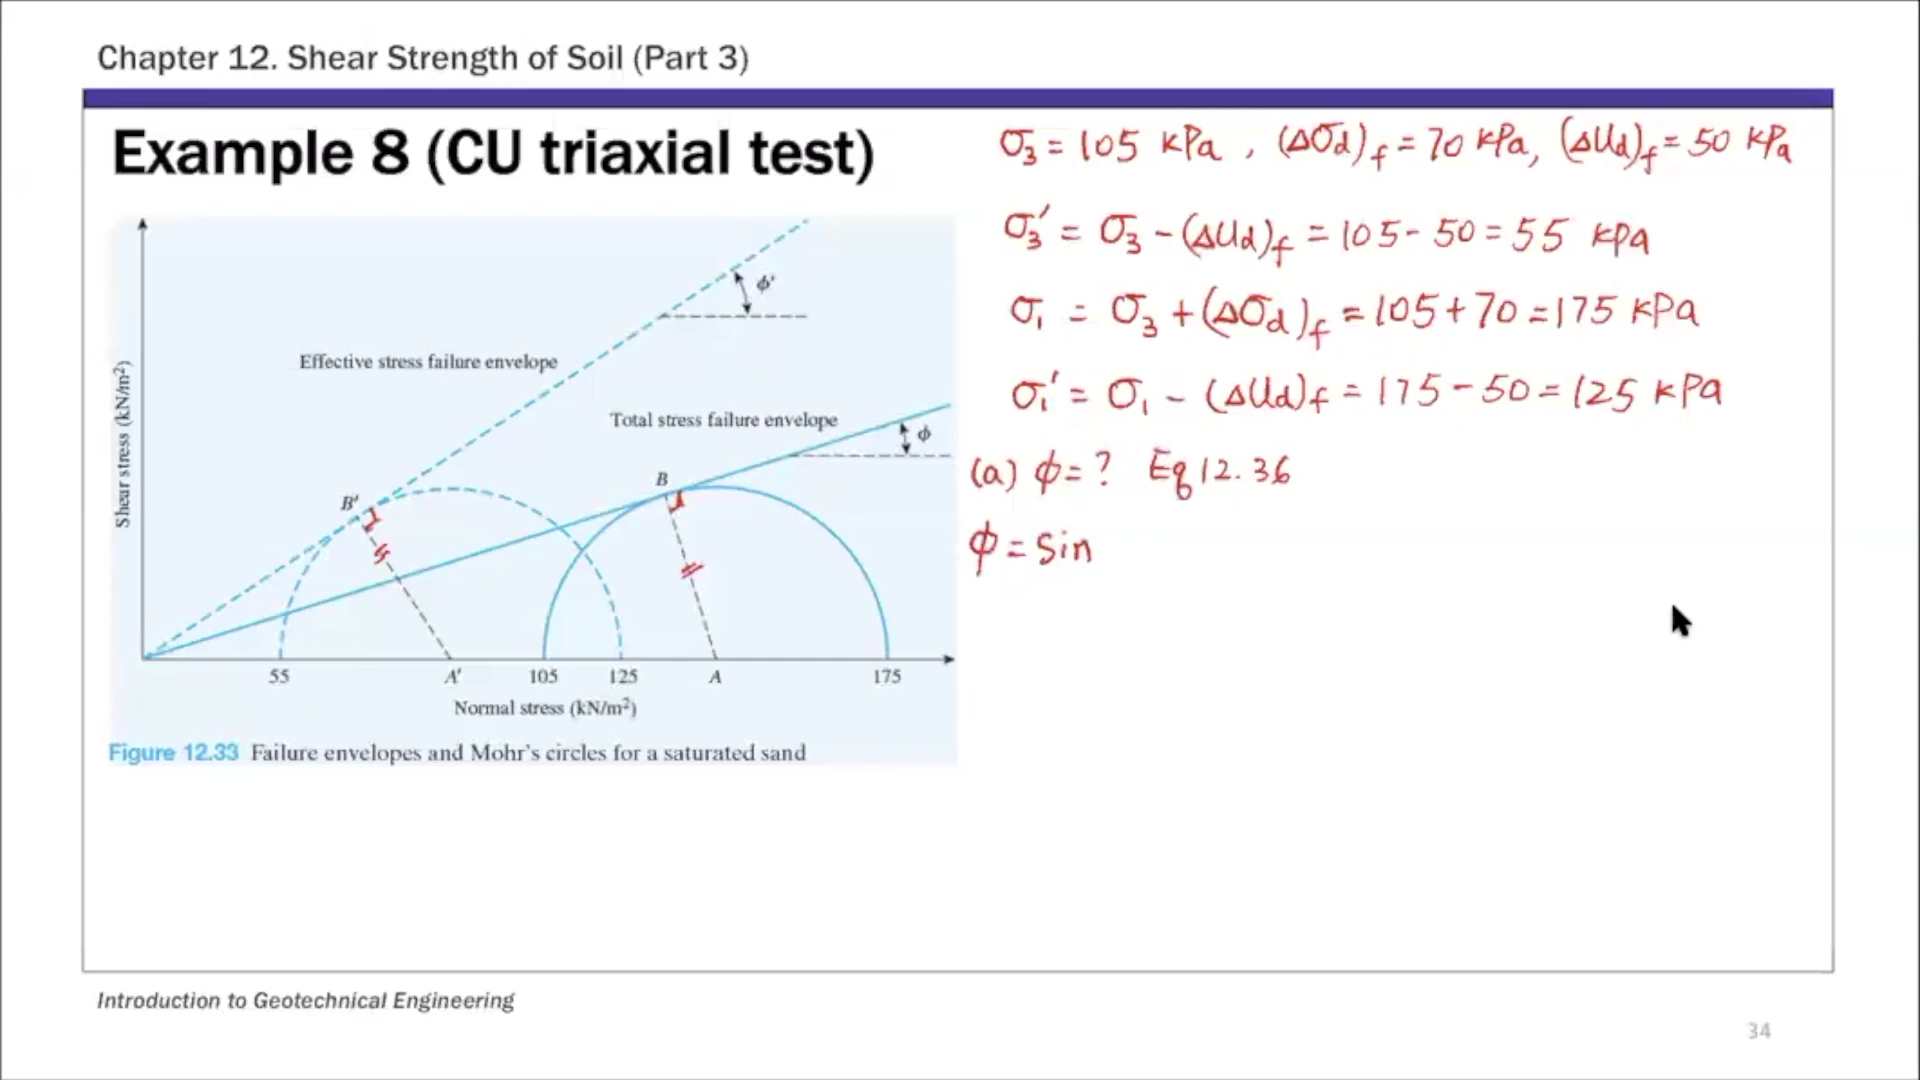 Chapter 12. Shear Strength of Soil (Part 3)
Example 8 (CU triaxial test)
σ₃ = 105 kPa , (Δσd)f = 70 kPa, (Δud)f = 50 kPa
σ₃′ = σ₃ − (Δud)f = 105 − 50 = 55 kPa
σ₁ = σ₃ + (Δσd)f = 105 + 70 = 175 kPa
σ₁′ = σ₁ − (Δud)f = 175 − 50 = 125 kPa
(a) ϕ = ? Eq 12.36
ϕ = Sin
ϕ'
Effective stress failure envelope
Total stress failure envelope
ϕ
B
B'
Shear stress (kN/m²)
55 A' 105 125 A 175
Normal stress (kN/m²)
Figure 12.33 Failure envelopes and Mohr's circles for a saturated sand
Introduction to Geotechnical Engineering
34